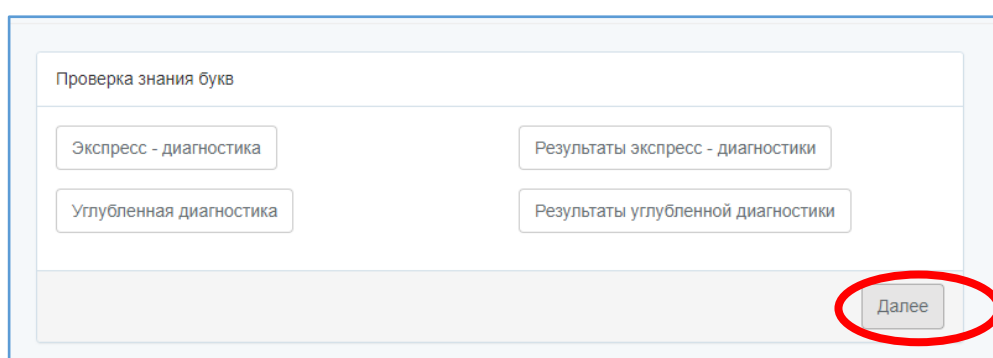 Проверка знания букв
Экспресс - диагностика
Результаты экспресс - диагностики
Углубленная диагностика
Результаты углубленной диагностики
Далее